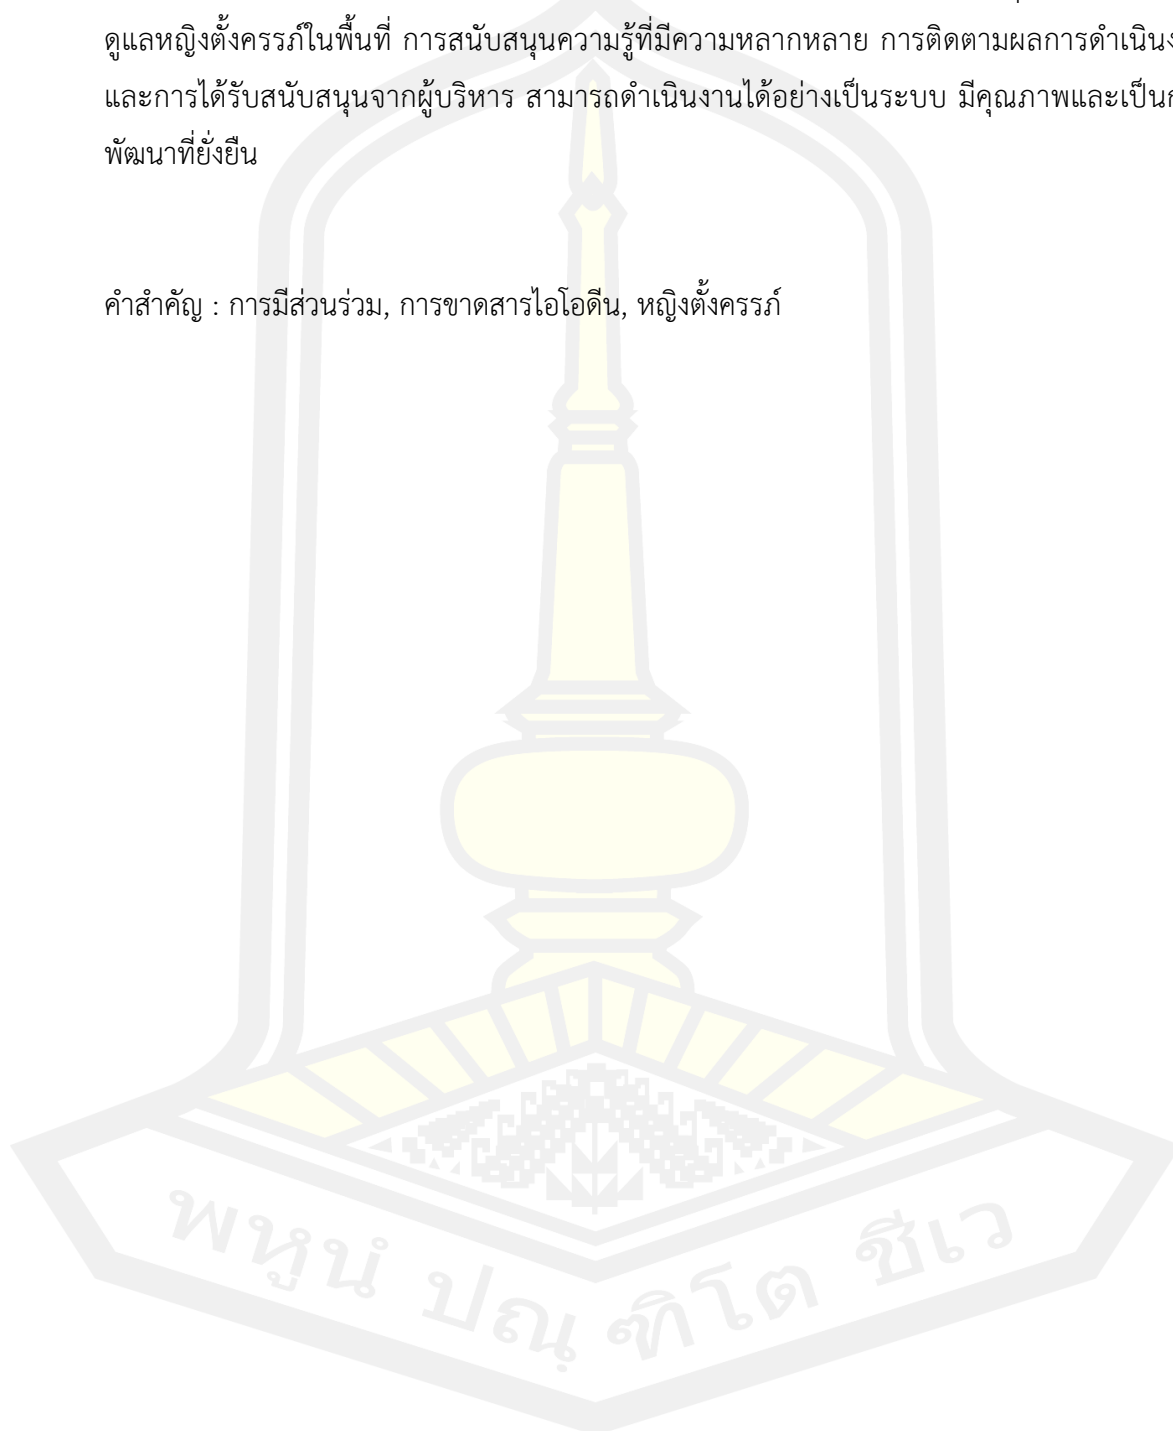 ดูแลหญิงตั้งครรภ์ในพื้นที่ การสนับสนุนความรู้ที่มีความหลากหลาย การติดตามผลการดำเนิน
และการได้รับสนับสนุนจากผู้บริหาร สามารถดำเนินงานได้อย่างเป็นระบบ มีคุณภาพและเป็น
พัฒนาที่ยั่งยืน
คำสำคัญ : การมีส่วนร่วม, การขาดสารไอโอดีน, หญิงตั้งครรภ์
พหูนํ ปณฺฑิโต ชีเว